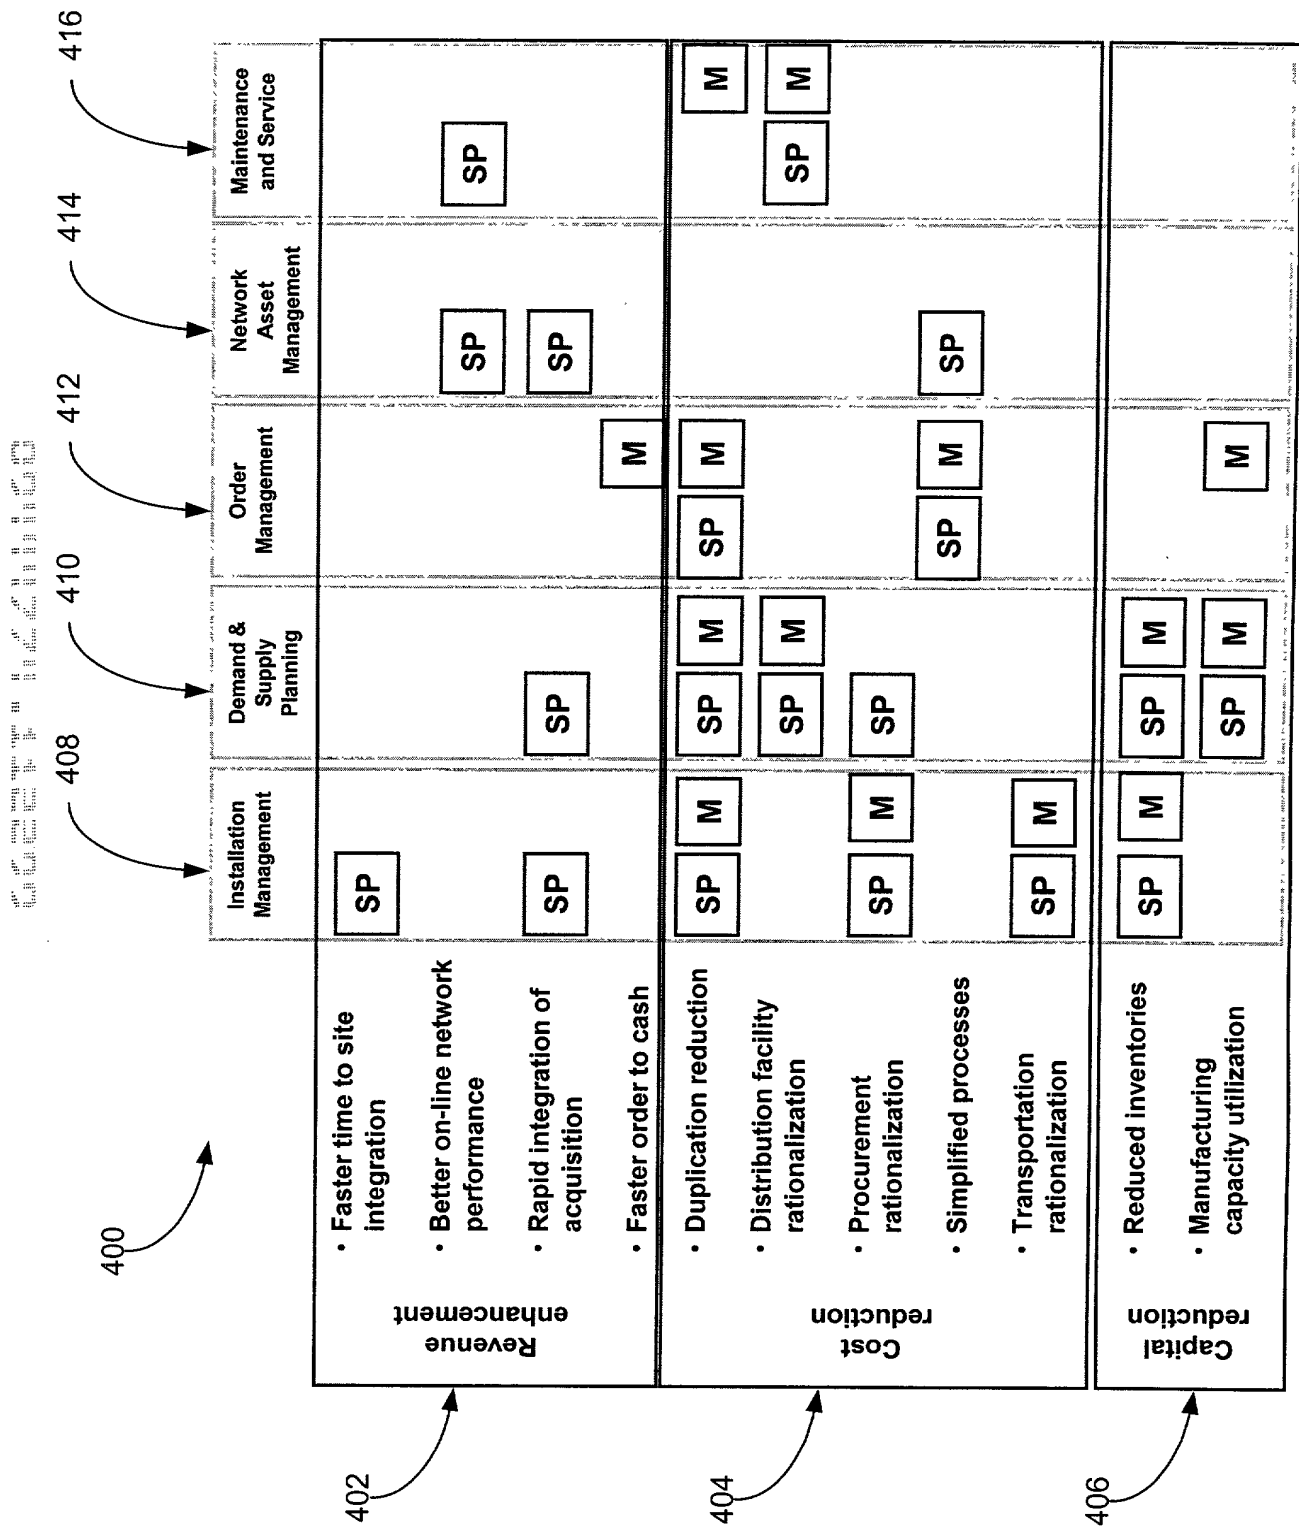 400
408
410
412
414
416
Installation
Management
Demand &
Supply
Planning
Order
Management
Network
Asset
Management
Maintenance
and Service
402
Revenue
enhancement
• Faster time to site
integration
SP
• Better on-line network
performance
SP
SP
• Rapid integration of
acquisition
SP
SP
SP
• Faster order to cash
M
404
Cost
reduction
• Duplication reduction
SP M SP M SP M M
• Distribution facility
rationalization
SP M SP M
• Procurement
rationalization
SP M SP
• Simplified processes
SP M SP
• Transportation
rationalization
SP M
406
Capital
reduction
• Reduced inventories
SP M SP M
• Manufacturing
capacity utilization
SP M M